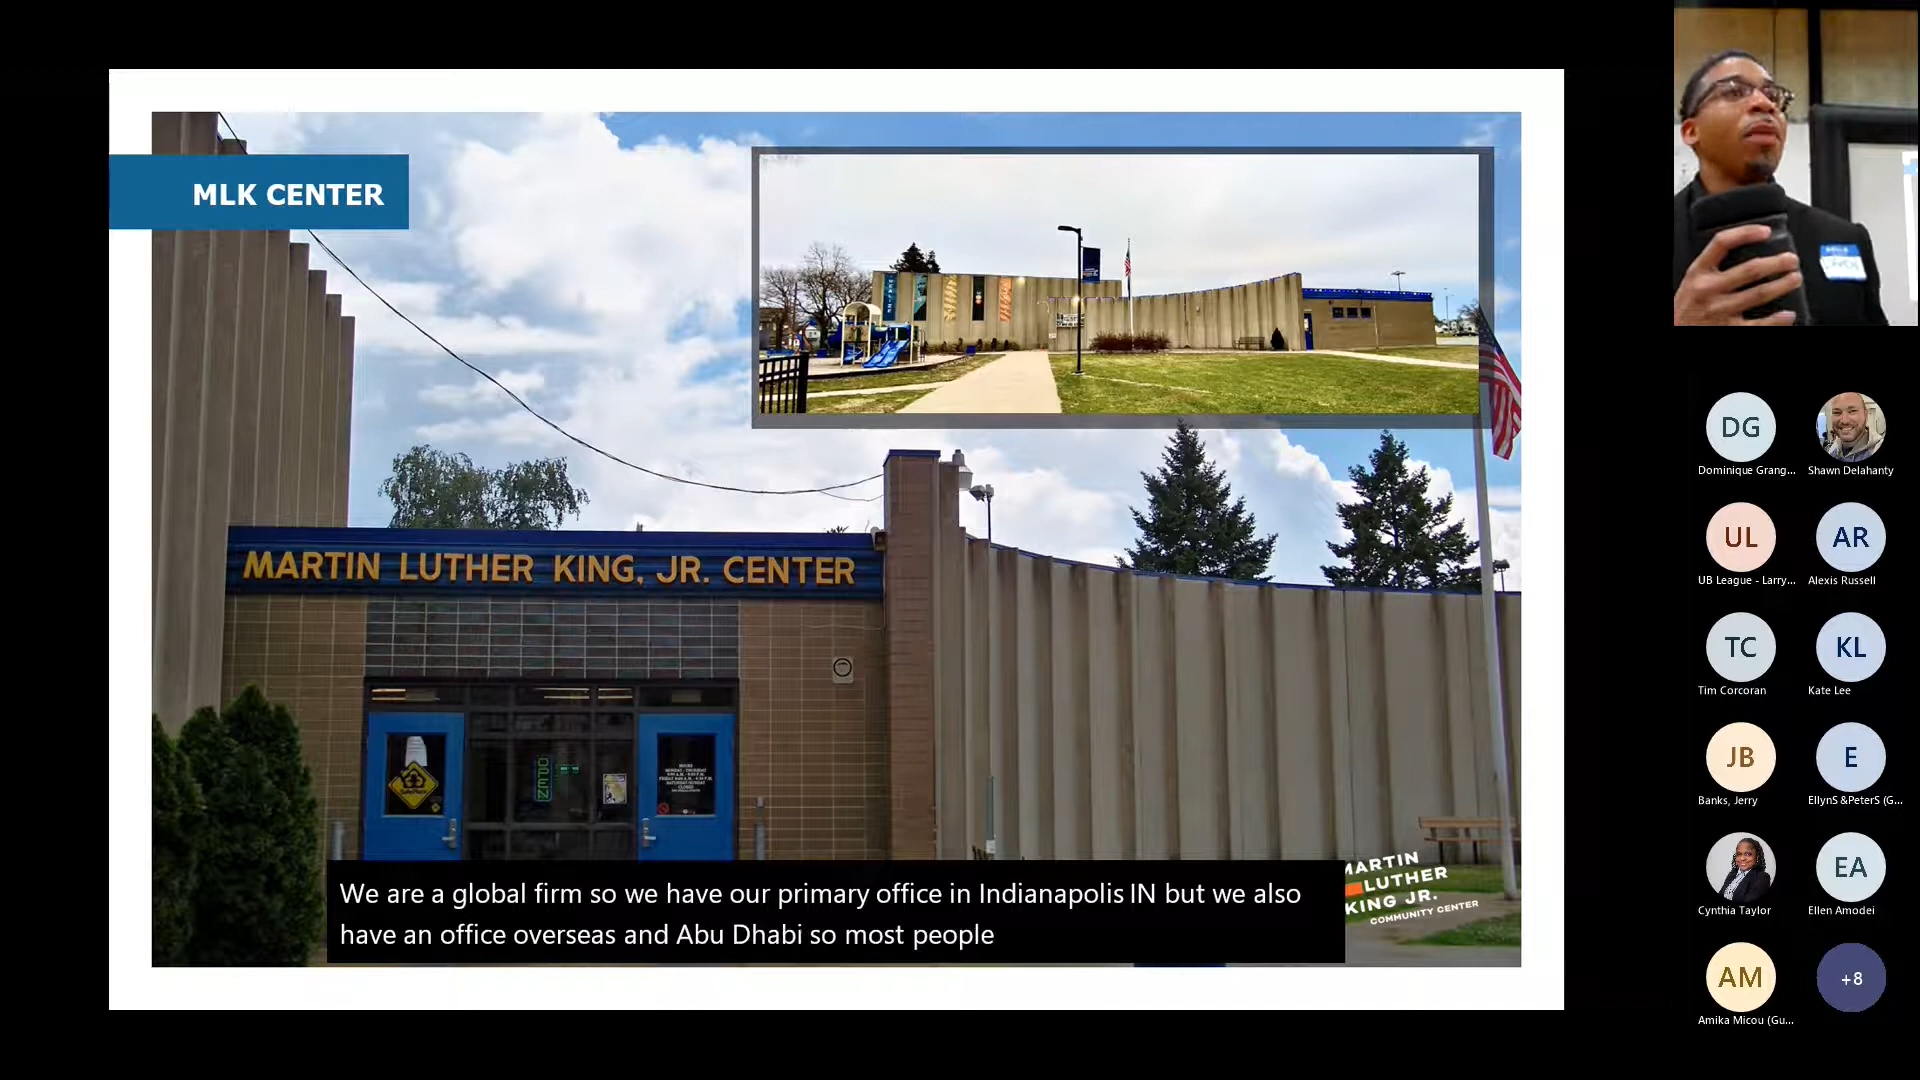 MLK CENTER
MARTIN LUTHER KING, JR. CENTER
OPEN
We are a global firm so we have our primary office in Indianapolis IN but we also
have an office overseas and Abu Dhabi so most people
MARTIN
LUTHER
KING JR.
COMMUNITY CENTER
DG
Dominique Grang...
Shawn Delahanty
UL
UB League - Larry...
AR
Alexis Russell
TC
Tim Corcoran
KL
Kate Lee
JB
Banks, Jerry
E
EllynS &PeterS (G...
Cynthia Taylor
EA
Ellen Amodei
AM
Amika Micou (Gu...
+8